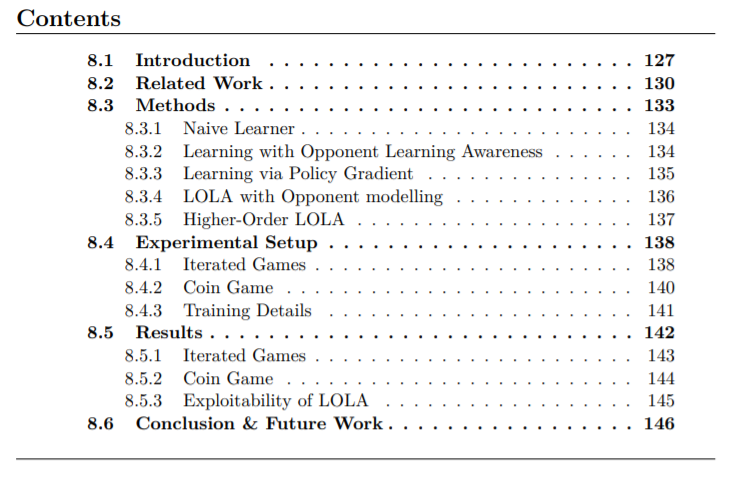 Contents
8.1 Introduction . . . . . . . . . . . . . . . . . . . . . . . . . 127
8.2 Related Work . . . . . . . . . . . . . . . . . . . . . . . . . 130
8.3 Methods . . . . . . . . . . . . . . . . . . . . . . . . . . . . 133
8.3.1 Naive Learner . . . . . . . . . . . . . . . . . . . . . . . . 134
8.3.2 Learning with Opponent Learning Awareness . . . . . . 134
8.3.3 Learning via Policy Gradient . . . . . . . . . . . . . . . 135
8.3.4 LOLA with Opponent modelling . . . . . . . . . . . . . 136
8.3.5 Higher-Order LOLA . . . . . . . . . . . . . . . . . . . . 137
8.4 Experimental Setup . . . . . . . . . . . . . . . . . . . . . 138
8.4.1 Iterated Games . . . . . . . . . . . . . . . . . . . . . . . 138
8.4.2 Coin Game . . . . . . . . . . . . . . . . . . . . . . . . . 140
8.4.3 Training Details . . . . . . . . . . . . . . . . . . . . . . 141
8.5 Results . . . . . . . . . . . . . . . . . . . . . . . . . . . . . 142
8.5.1 Iterated Games . . . . . . . . . . . . . . . . . . . . . . . 143
8.5.2 Coin Game . . . . . . . . . . . . . . . . . . . . . . . . . 144
8.5.3 Exploitability of LOLA . . . . . . . . . . . . . . . . . . 145
8.6 Conclusion & Future Work . . . . . . . . . . . . . . . . . 146